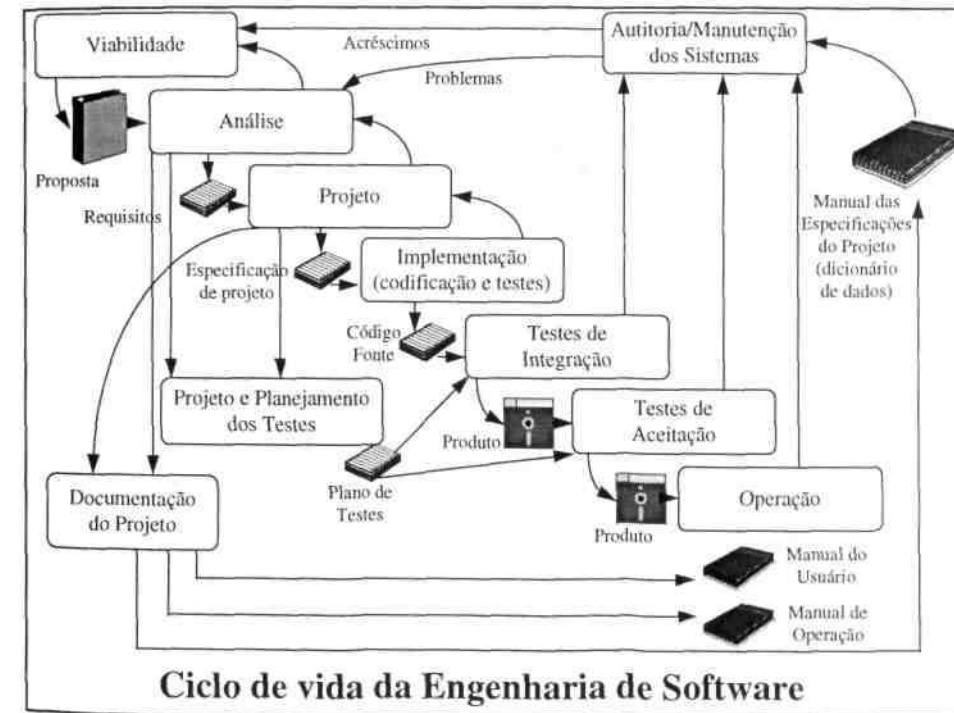 Viabilidade
Acréscimos
Autitoria/Manutenção
dos Sistemas
Problemas
Análise
Proposta
Requisitos
Projeto
Manual das
Especificações
do Projeto
(dicionário
de dados)
Especificação
de projeto
Implementação
(codificação e testes)
Código
Fonte
Testes de
Integração
Projeto e Planejamento
dos Testes
Produto
Testes de
Aceitação
Plano de
Testes
Documentação
do Projeto
Produto
Operação
Manual do
Usuário
Manual de
Operação
Ciclo de vida da Engenharia de Software